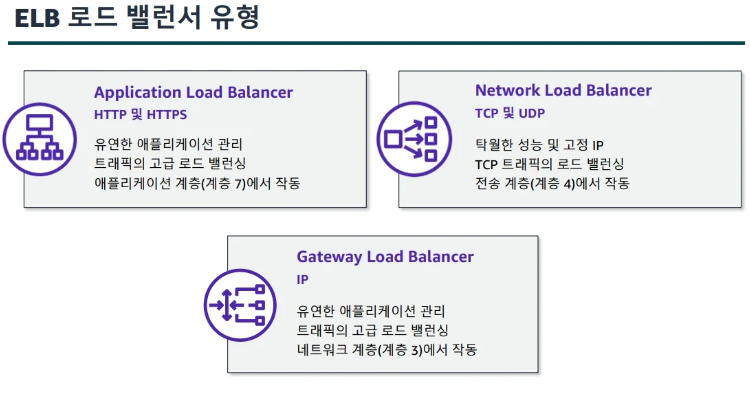 ELB 로드 밸런서 유형
Application Load Balancer
HTTP 및 HTTPS
유연한 애플리케이션 관리
트래픽의 고급 로드 밸런싱
애플리케이션 계층(계층 7)에서 작동
Network Load Balancer
TCP 및 UDP
탁월한 성능 및 고정 IP
TCP 트래픽의 로드 밸런싱
전송 계층(계층 4)에서 작동
Gateway Load Balancer
IP
유연한 애플리케이션 관리
트래픽의 고급 로드 밸런싱
네트워크 계층(계층 3)에서 작동